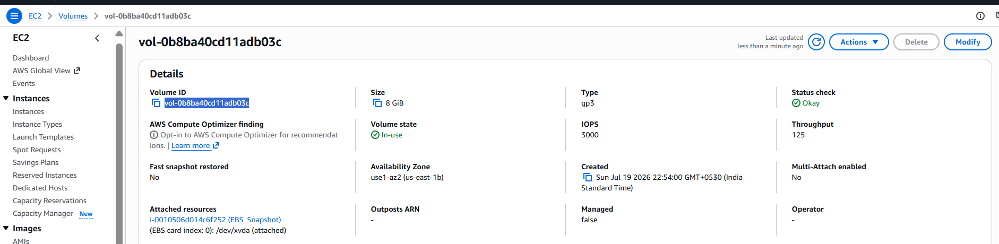 EC2
Volumes
vol-0b8ba40cd11adb03c
EC2
Dashboard
AWS Global View
Events
Instances
Instances
Instance Types
Launch Templates
Spot Requests
Savings Plans
Reserved Instances
Dedicated Hosts
Capacity Reservations
Capacity Manager New
Images
AMIs
vol-0b8ba40cd11adb03c
Last updated
less than a minute ago
Actions
Delete
Modify
Details
Volume ID
vol-0b8ba40cd11adb03c
Size
8 GiB
Type
gp3
Status check
Okay
AWS Compute Optimizer finding
Opt-in to AWS Compute Optimizer for recommendat
ions. | Learn more
Volume state
In-use
IOPS
3000
Throughput
125
Fast snapshot restored
No
Availability Zone
use1-az2 (us-east-1b)
Created
Sun Jul 19 2026 22:54:00 GMT+0530 (India
Standard Time)
Multi-Attach enabled
No
Attached resources
i-0010506d014c6f252 (EBS_Snapshot)
(EBS card index: 0): /dev/xvda (attached)
Outposts ARN
-
Managed
false
Operator
-